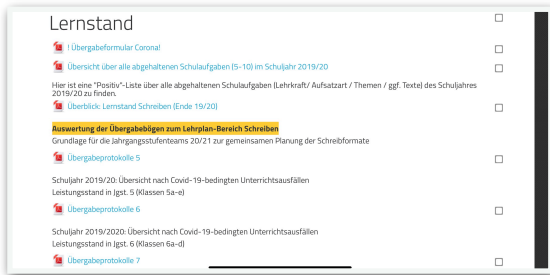 Lernstand
! Übergabeformular Corona!
Übersicht über alle abgehaltenen Schulaufgaben (5-10) im Schuljahr 2019/20
Hier ist eine "Positiv"-Liste über alle abgehaltenen Schulaufgaben (Lehrkraft/ Aufsatzart / Themen / ggf. Texte) des Schuljahres
2019/20 zu finden.
Überblick: Lernstand Schreiben (Ende 19/20)
Auswertung der Übergabebögen zum Lehrplan-Bereich Schreiben
Grundlage für die Jahrgangsstufenteams 20/21 zur gemeinsamen Planung der Schreibformate
Übergabeprotokolle 5
Schuljahr 2019/20: Übersicht nach Covid-19-bedingten Unterrichtsausfällen
Leistungsstand in Jgst. 5 (Klassen 5a-e)
Übergabeprotokolle 6
Schuljahr 2019/2020: Übersicht nach Covid-19-bedingten Unterrichtsausfällen
Leistungsstand in Jgst. 6 (Klassen 6a-d)
Übergabeprotokolle 7